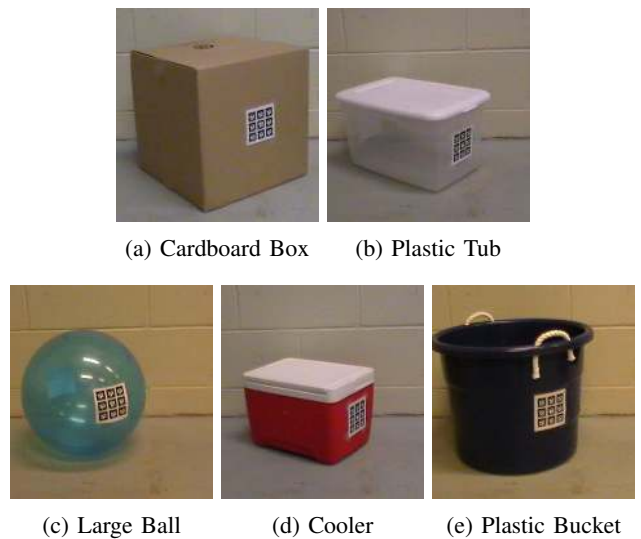 (a) Cardboard Box
(b) Plastic Tub
(c) Large Ball
(d) Cooler
(e) Plastic Bucket